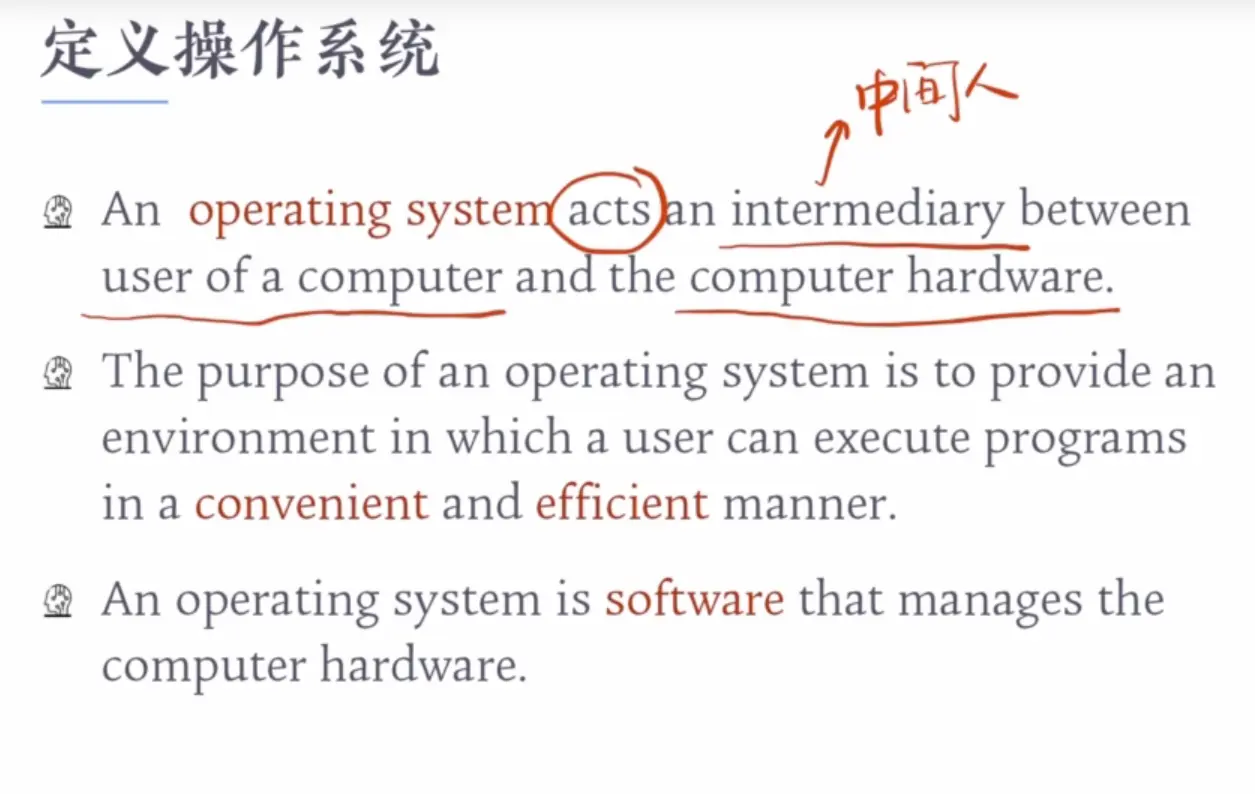 定义操作系统
中间人
An operating system acts an intermediary between
user of a computer and the computer hardware.
The purpose of an operating system is to provide an
environment in which a user can execute programs
in a convenient and efficient manner.
An operating system is software that manages the
computer hardware.